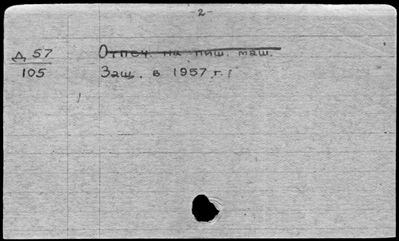 -2-
Д 57
105
Отпеч. на пиш. маш.
Защ. в 1957 г.